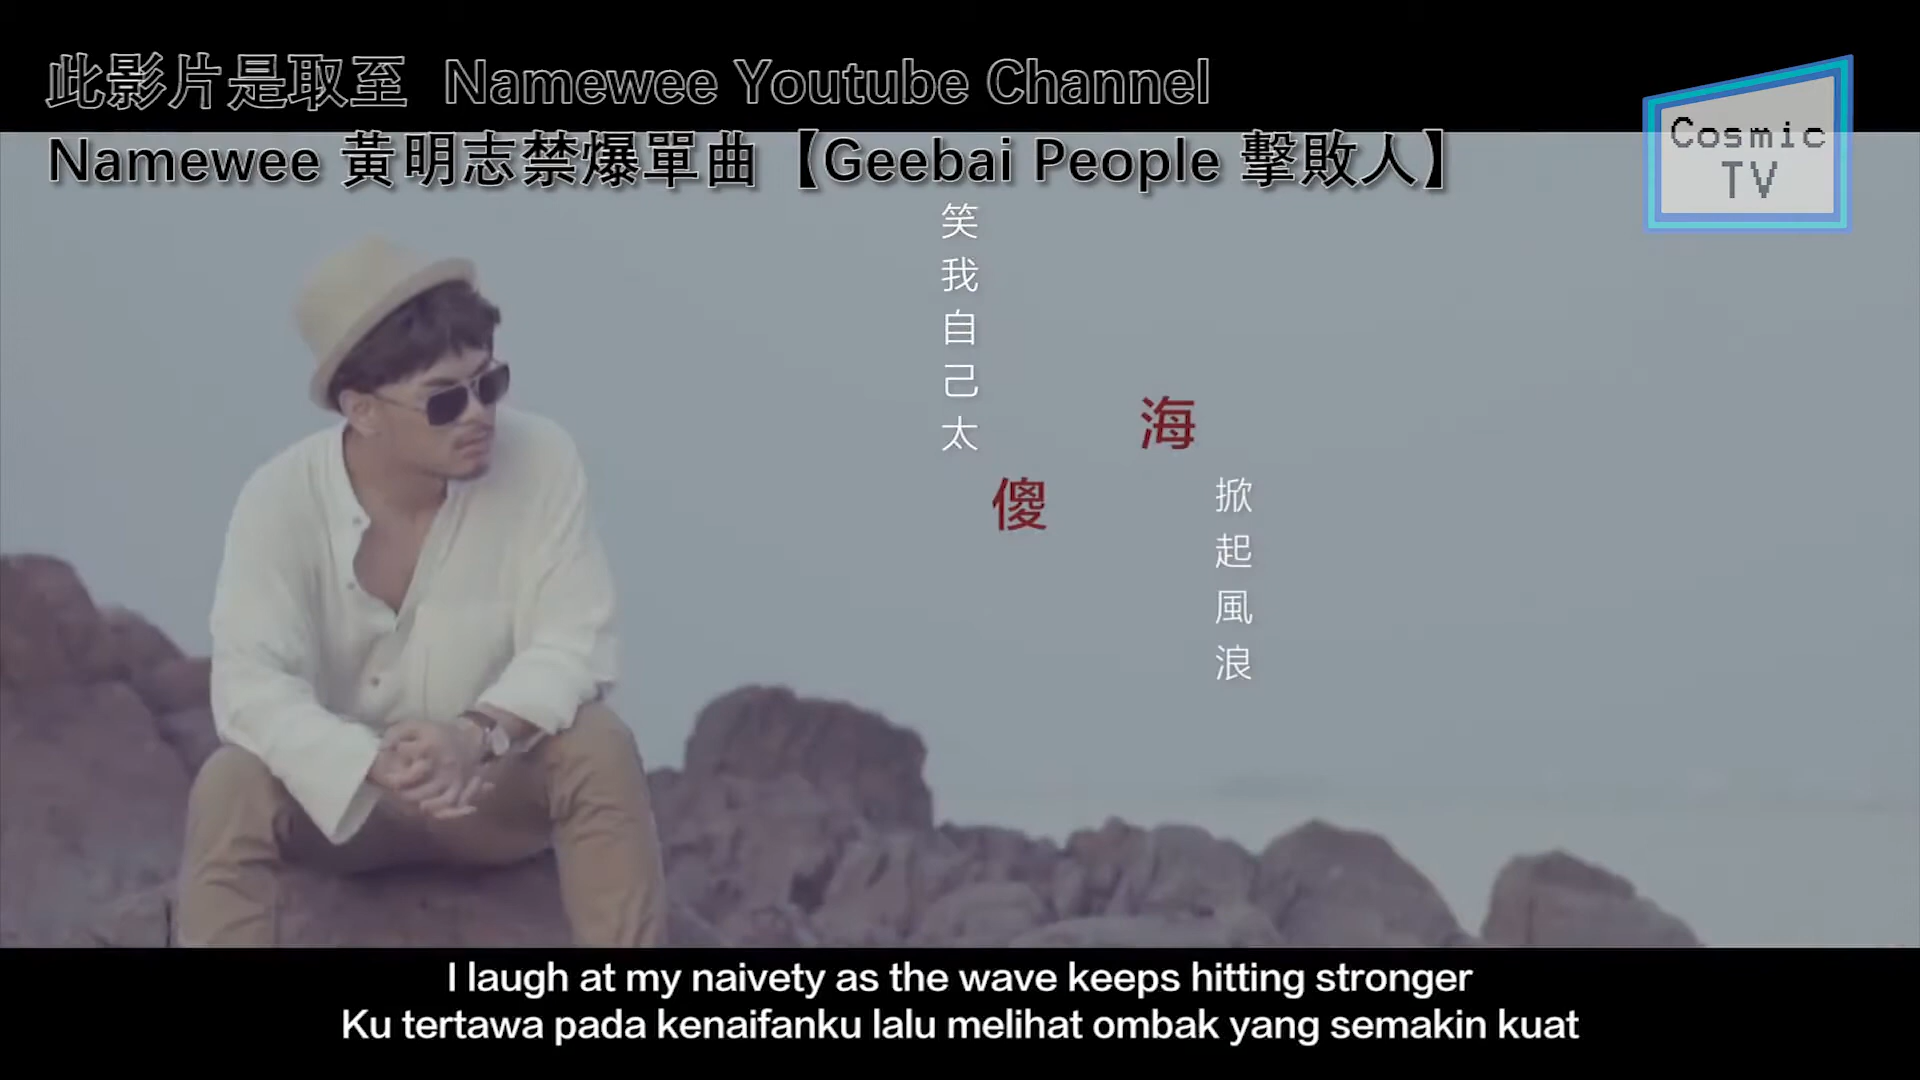 此影片是取至 Namewee Youtube Channel
Namewee 黃明志禁爆單曲【Geebai People 擊敗人】
Cosmic
TV
笑我自己太
傻
海
掀起風浪
I laugh at my naivety as the wave keeps hitting stronger
Ku tertawa pada kenaifanku lalu melihat ombak yang semakin kuat